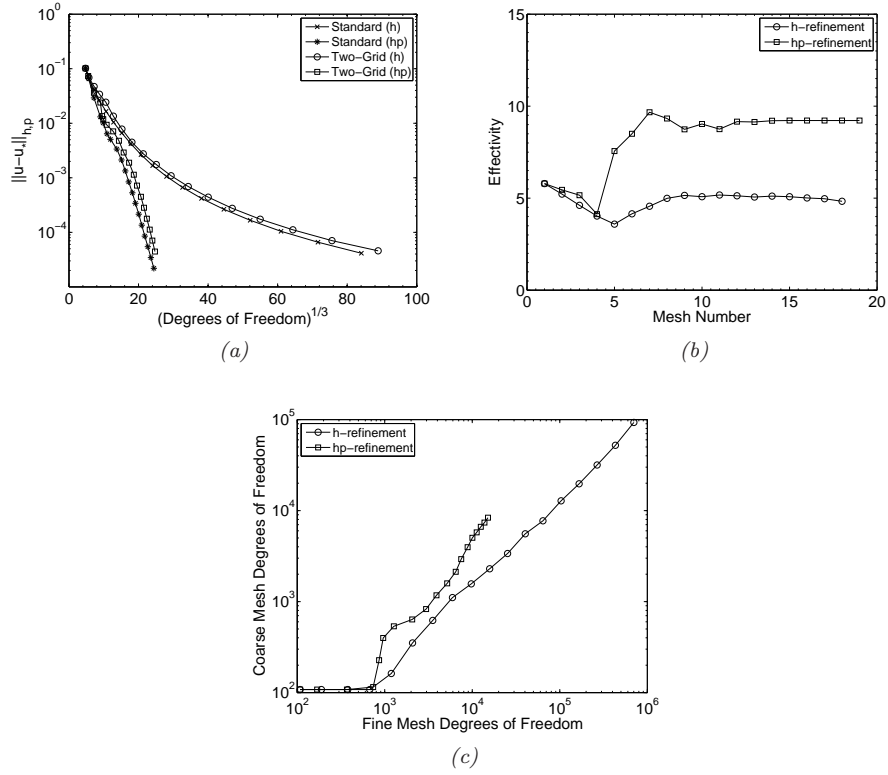 10^0
10^{-1}
10^{-2}
10^{-3}
10^{-4}
||u−u_*||_{h,p}
Standard (h)
Standard (hp)
Two−Grid (h)
Two−Grid (hp)
0 20 40 60 80 100
(Degrees of Freedom)^{1/3}
(a)
15
10
5
0
Effectivity
h−refinement
hp−refinement
0 5 10 15 20
Mesh Number
(b)
10^5
10^4
10^3
10^2
Coarse Mesh Degrees of Freedom
h−refinement
hp−refinement
10^2 10^3 10^4 10^5 10^6
Fine Mesh Degrees of Freedom
(c)